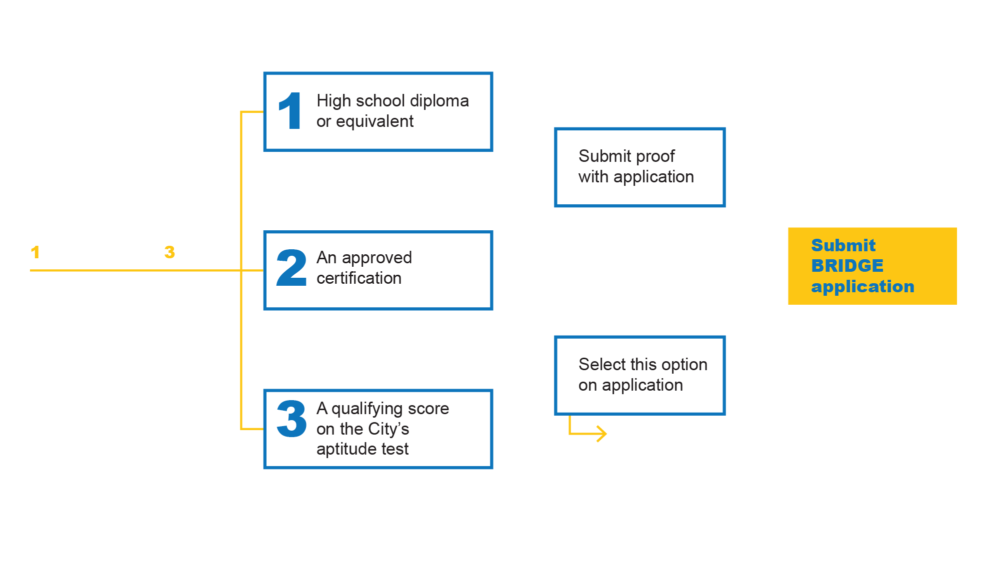 1 3
1 High school diploma
or equivalent
2 An approved
certification
3 A qualifying score
on the City’s
aptitude test
Submit proof
with application
Select this option
on application
Submit
BRIDGE
application